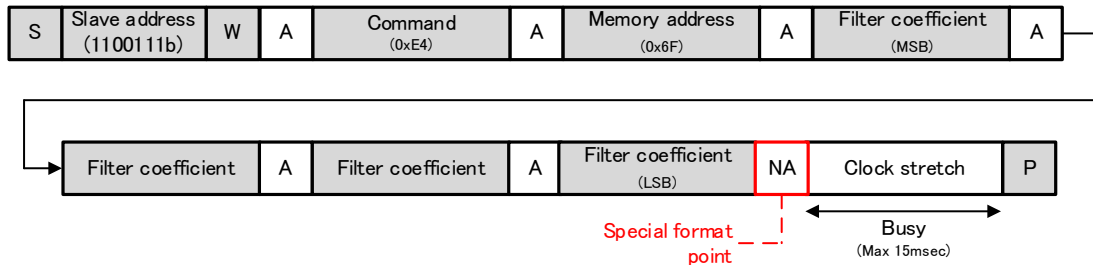 S
Slave address
(1100111b)
W
A
Command
(0xE4)
A
Memory address
(0x6F)
A
Filter coefficient
(MSB)
A
Filter coefficient
A
Filter coefficient
A
Filter coefficient
(LSB)
NA
Clock stretch
P
Special format
point
Busy
(Max 15msec)